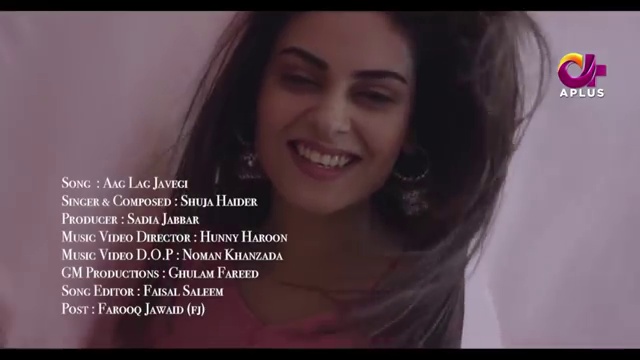 APLUS
Song : Aag Lag Javegi
Singer & Composed : Shuja Haider
Producer : Sadia Jabbar
Music Video Director : Hunny Haroon
Music Video D.O.P : Noman Khanzada
GM Productions : Ghulam Fareed
Song Editor : Faisal Saleem
Post : Farooq Jawaid (fj)